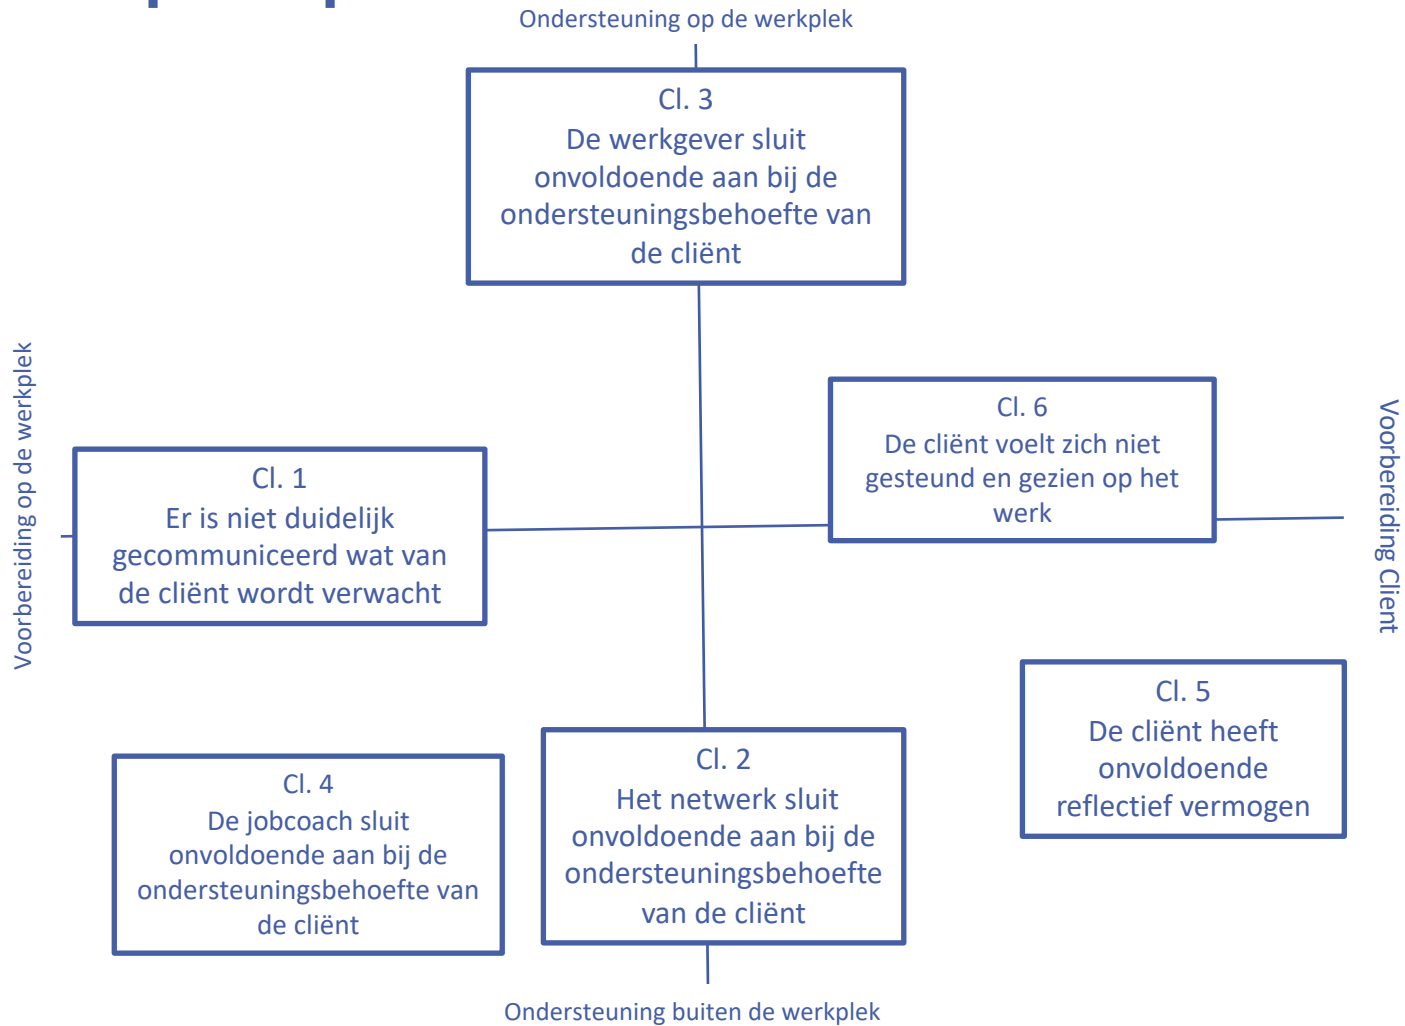 Ondersteuning op de werkplek
Cl. 3
De werkgever sluit
onvoldoende aan bij de
ondersteuningsbehoefte van
de cliënt
Voorbereiding op de werkplek
Cl. 6
De cliënt voelt zich niet
gesteund en gezien op het
werk
Voorbereiding Client
Cl. 1
Er is niet duidelijk
gecommuniceerd wat van
de cliënt wordt verwacht
Cl. 5
De cliënt heeft
onvoldoende
reflectief vermogen
Cl. 4
De jobcoach sluit
onvoldoende aan bij de
ondersteuningsbehoefte van
de cliënt
Cl. 2
Het netwerk sluit
onvoldoende aan bij de
ondersteuningsbehoefte
van de cliënt
Ondersteuning buiten de werkplek